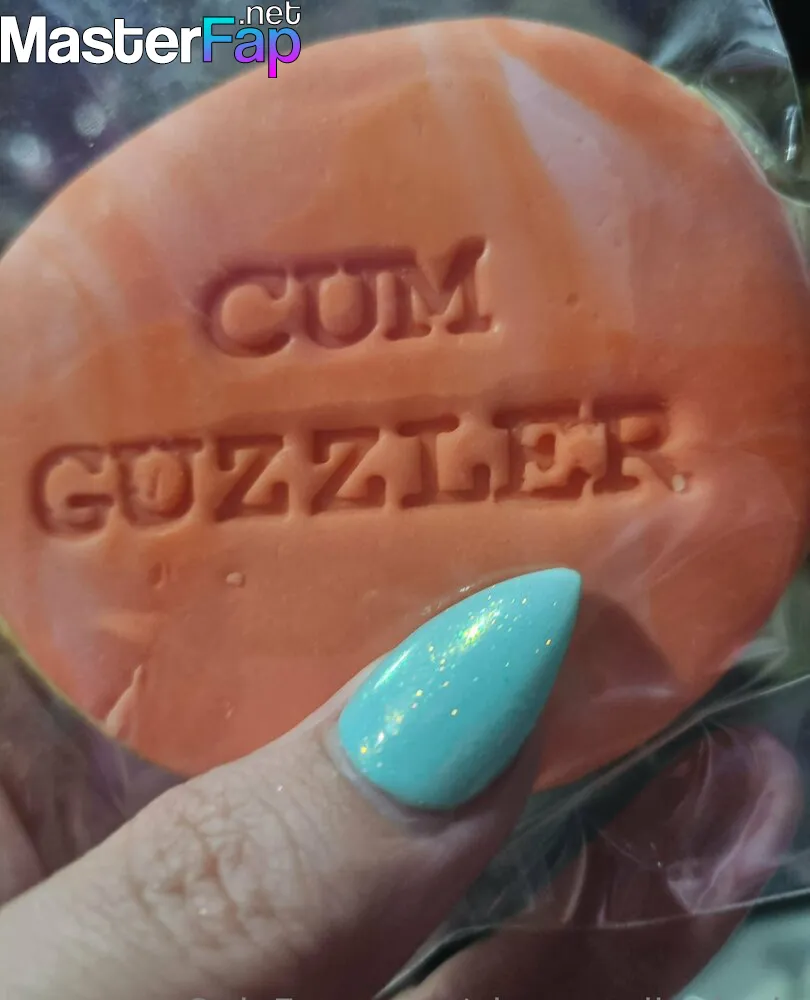 MasterFap
.net
CUM
GUZZLER.